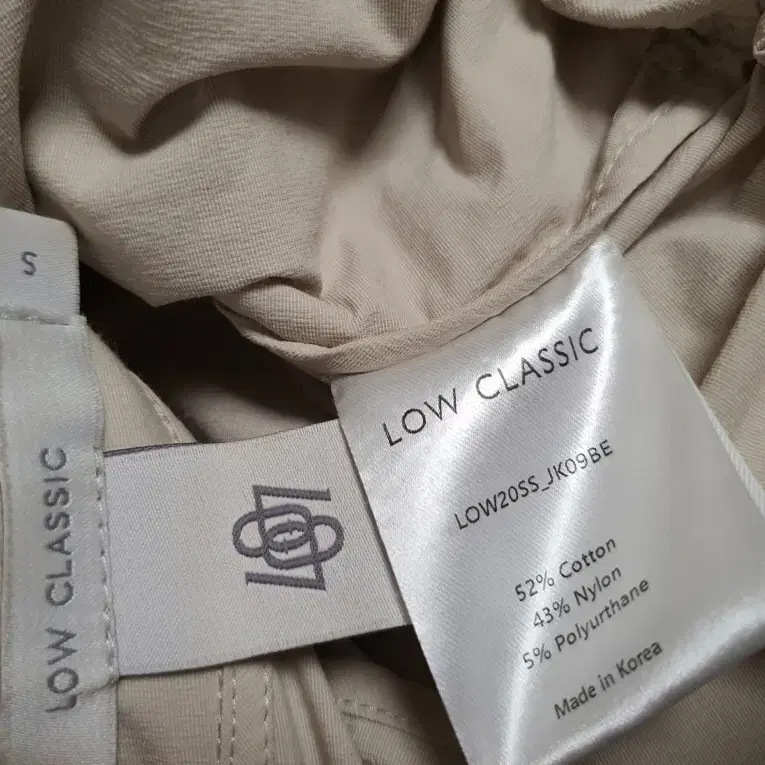 S
LOW CLASSIC
LOW CLASSIC
LOW20SS_JK09BE
52% Cotton
43% Nylon
5% Polyurthane
Made in Korea